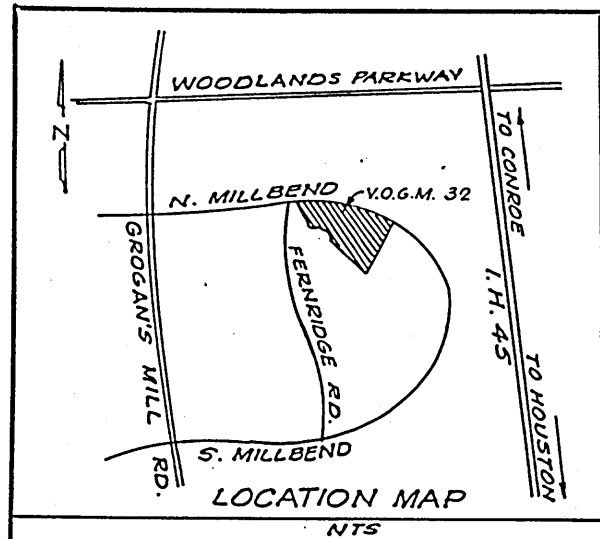 WOODLANDS PARKWAY
N
TO CONROE
N. MILLBEND
V.O.G.M. 32
GROGAN'S MILL RD.
FERNRIDGE RD.
I.H. 45
TO HOUSTON
S. MILLBEND
LOCATION MAP
NTS